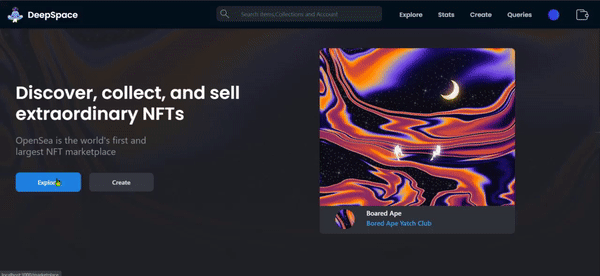 DeepSpace
Search Items,Collections and Account
Explore
Stats
Create
Queries
Discover, collect, and sell
extraordinary NFTs
OpenSea is the world's first and
largest NFT marketplace
Explore
Create
Boared Ape
Bored Ape Yatch Club